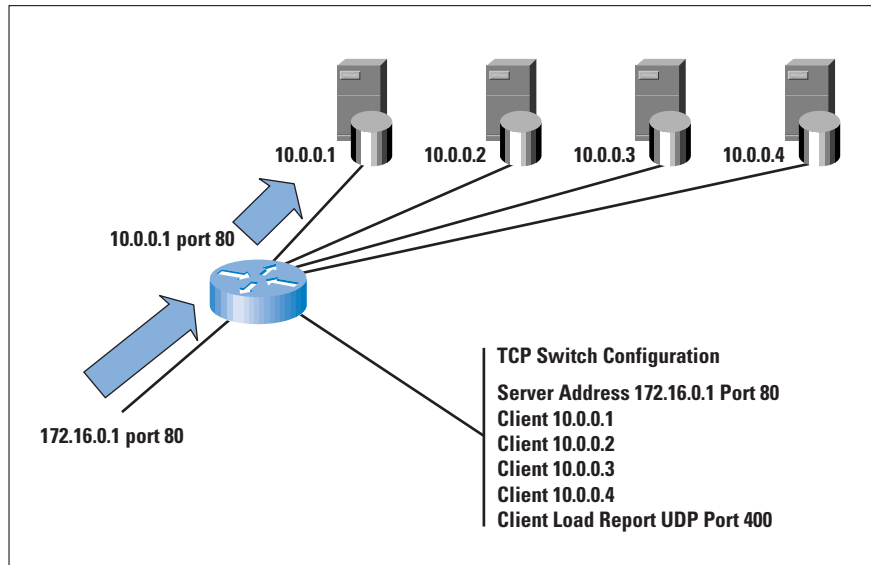 10.0.0.1
10.0.0.2
10.0.0.3
10.0.0.4
10.0.0.1 port 80
172.16.0.1 port 80
TCP Switch Configuration
Server Address 172.16.0.1 Port 80
Client 10.0.0.1
Client 10.0.0.2
Client 10.0.0.3
Client 10.0.0.4
Client Load Report UDP Port 400